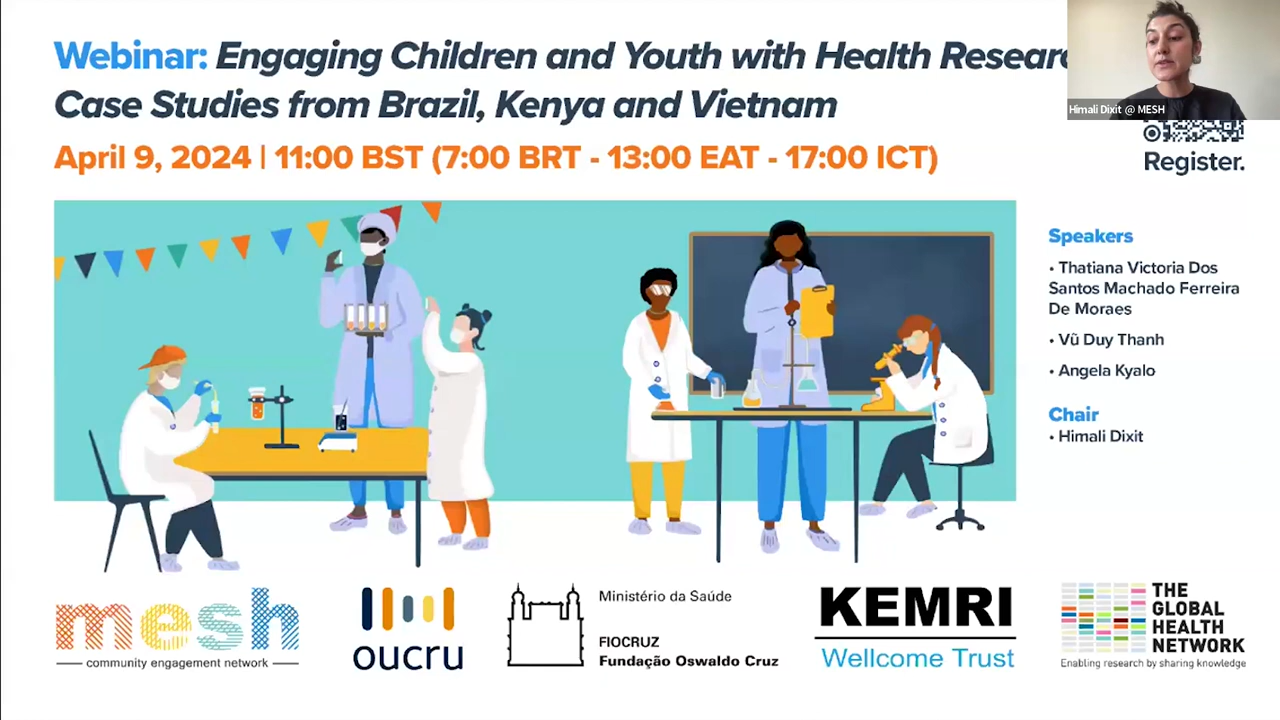 Webinar: Engaging Children and Youth with Health
Case Studies from Brazil, Kenya and Vietnam
April 9, 2024 | 11:00 BST (7:00 BRT - 13:00 EAT - 17:00 ICT)
Himali Dixit @ MESH
Register.
Speakers
• Thatiana Victoria Dos
Santos Machado Ferreira
De Moraes
• Vũ Duy Thanh
• Angela Kyalo
Chair
• Himali Dixit
mesh
community engagement network
oucru
Ministério da Saúde
FIOCRUZ
Fundação Oswaldo Cruz
KEMRI
Wellcome Trust
THE
GLOBAL
HEALTH
NETWORK
Enabling research by sharing knowledge